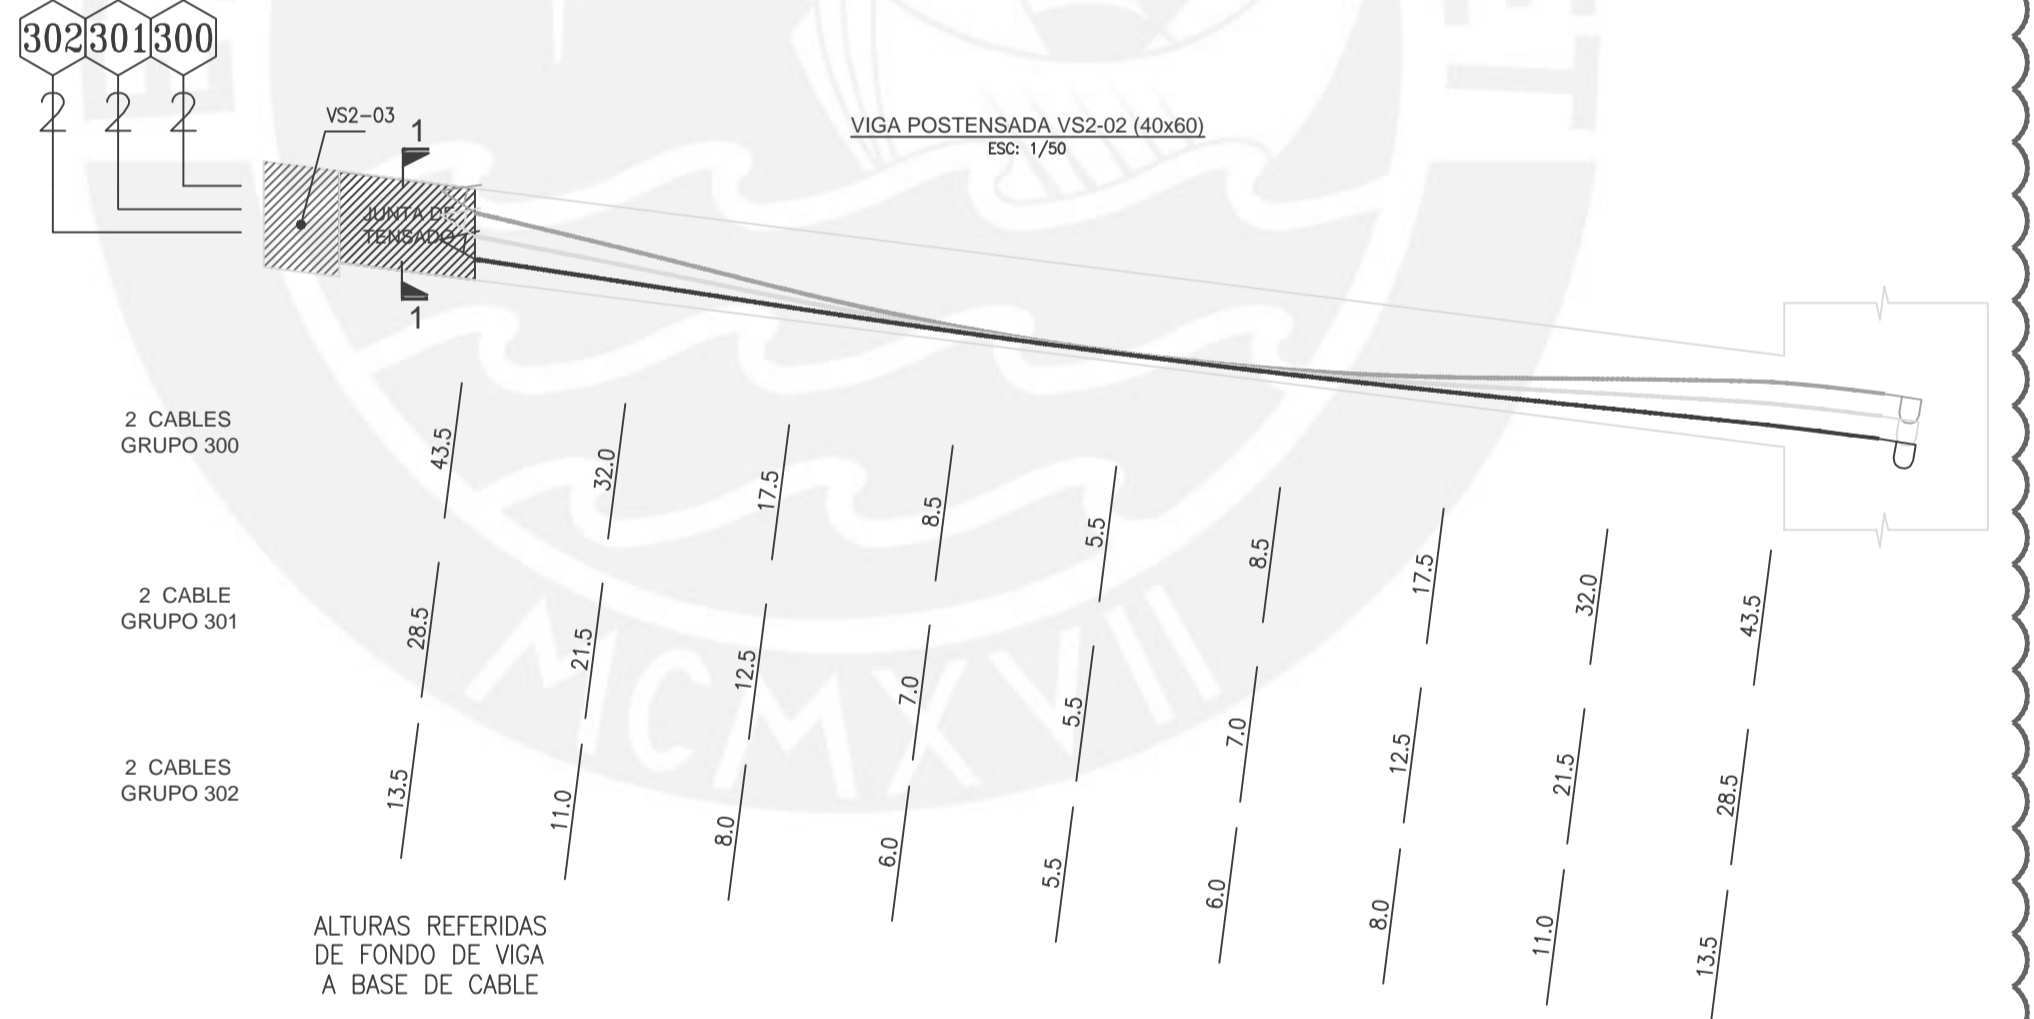 302 301 300
2 2 2
VS2-03
1
VIGA POSTENSADA VS2-02 (40x60)
ESC: 1/50
JUNTA DE
TENSADO
1
2 CABLES
GRUPO 300
43.5 32.0 17.5 8.5 5.5 8.5 17.5 32.0 43.5
2 CABLE
GRUPO 301
28.5 21.5 12.5 7.0 5.5 7.0 12.5 21.5 28.5
2 CABLES
GRUPO 302
13.5 11.0 8.0 6.0 5.5 6.0 8.0 11.0 13.5
ALTURAS REFERIDAS
DE FONDO DE VIGA
A BASE DE CABLE
MCMXVII